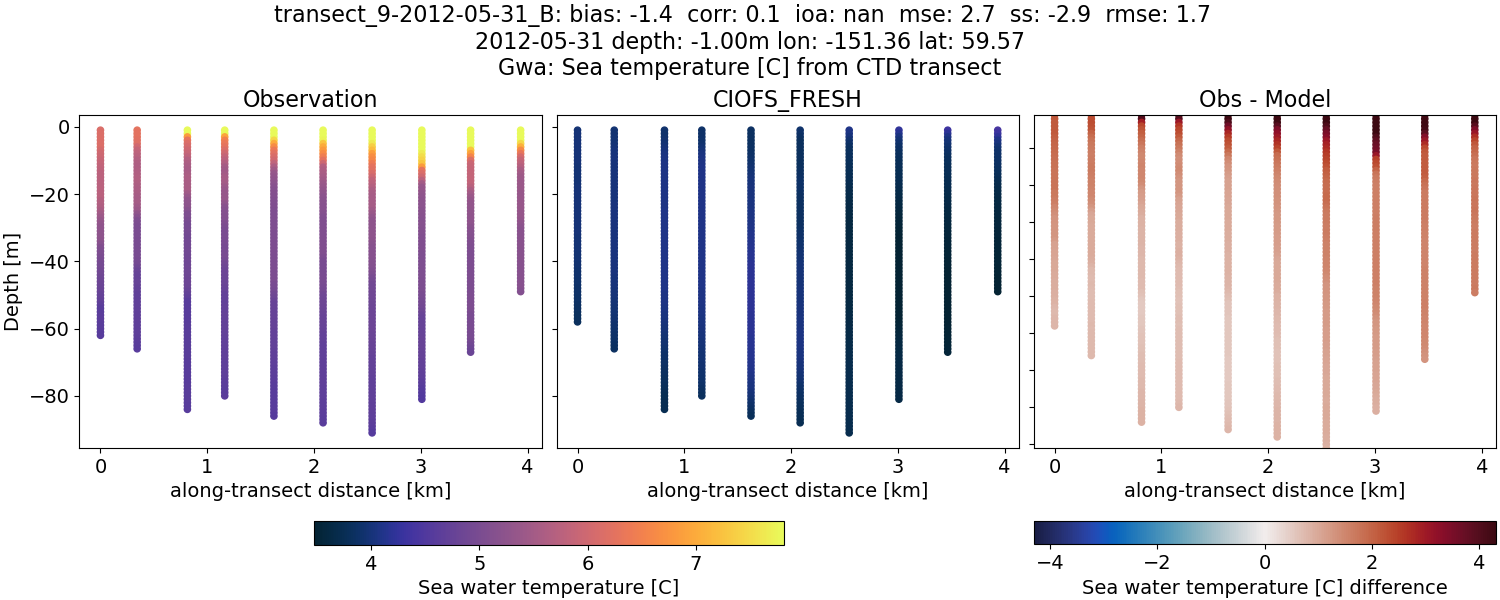 transect_9-2012-05-31_B: bias: -1.4  corr: 0.1  ioa: nan  mse: 2.7  ss: -2.9  rmse: 1.7
2012-05-31 depth: -1.00m lon: -151.36 lat: 59.57
Gwa: Sea temperature [C] from CTD transect
Observation
CIOFS_FRESH
Obs - Model
Depth [m]
0
−20
−40
−60
−80
0 1 2 3 4
0 1 2 3 4
0 1 2 3 4
along-transect distance [km]
along-transect distance [km]
along-transect distance [km]
4 5 6 7
Sea water temperature [C]
−4 −2 0 2 4
Sea water temperature [C] difference